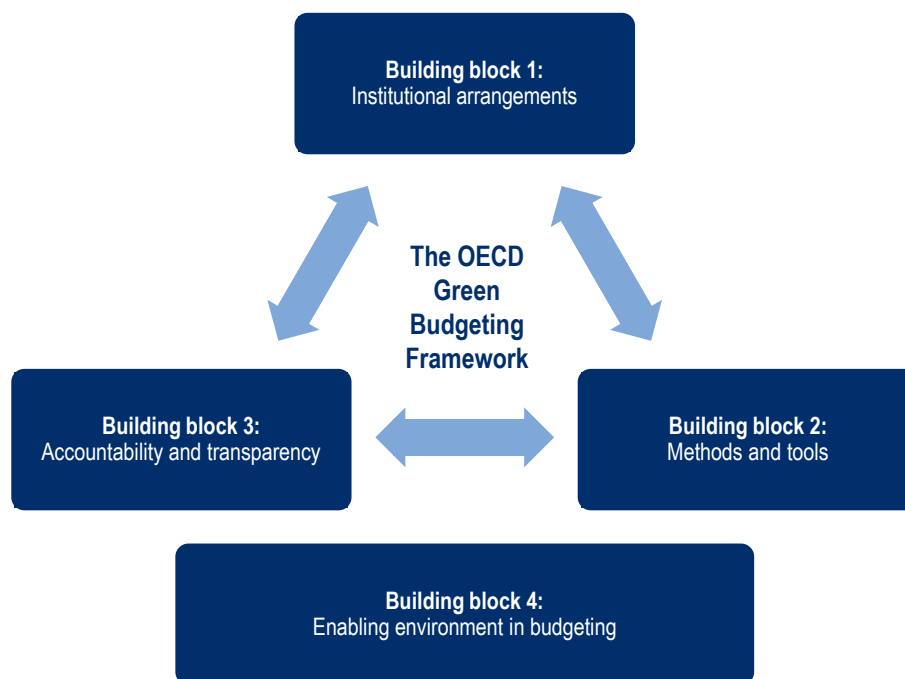 Building block 1:
Institutional arrangements
The OECD
Green
Budgeting
Framework
Building block 3:
Accountability and transparency
Building block 2:
Methods and tools
Building block 4:
Enabling environment in budgeting